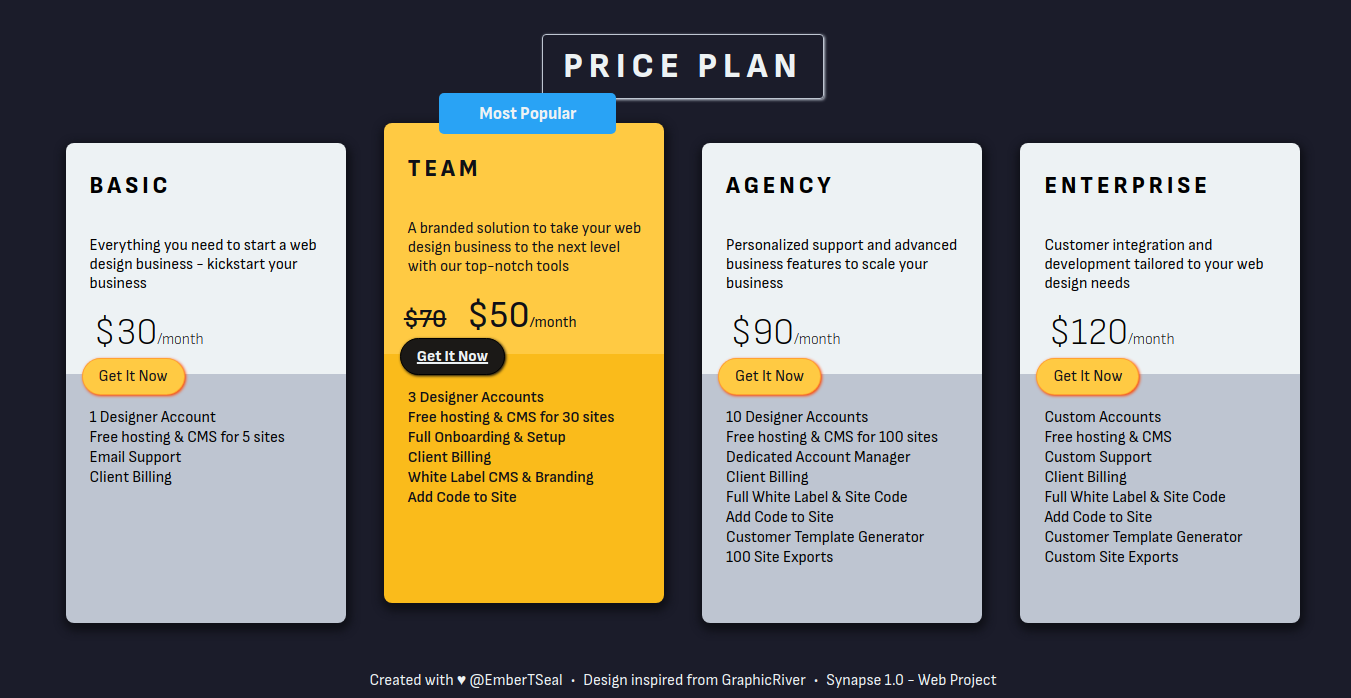 PRICE PLAN
Most Popular
BASIC
Everything you need to start a web
design business - kickstart your
business
$30/month
Get It Now
1 Designer Account
Free hosting & CMS for 5 sites
Email Support
Client Billing
TEAM
A branded solution to take your web
design business to the next level
with our top-notch tools
$70 $50/month
Get It Now
3 Designer Accounts
Free hosting & CMS for 30 sites
Full Onboarding & Setup
Client Billing
White Label CMS & Branding
Add Code to Site
AGENCY
Personalized support and advanced
business features to scale your
business
$90/month
Get It Now
10 Designer Accounts
Free hosting & CMS for 100 sites
Dedicated Account Manager
Client Billing
Full White Label & Site Code
Add Code to Site
Customer Template Generator
100 Site Exports
ENTERPRISE
Customer integration and
development tailored to your web
design needs
$120/month
Get It Now
Custom Accounts
Free hosting & CMS
Custom Support
Client Billing
Full White Label & Site Code
Add Code to Site
Customer Template Generator
Custom Site Exports
Created with ♥ @EmberTSeal • Design inspired from GraphicRiver • Synapse 1.0 - Web Project